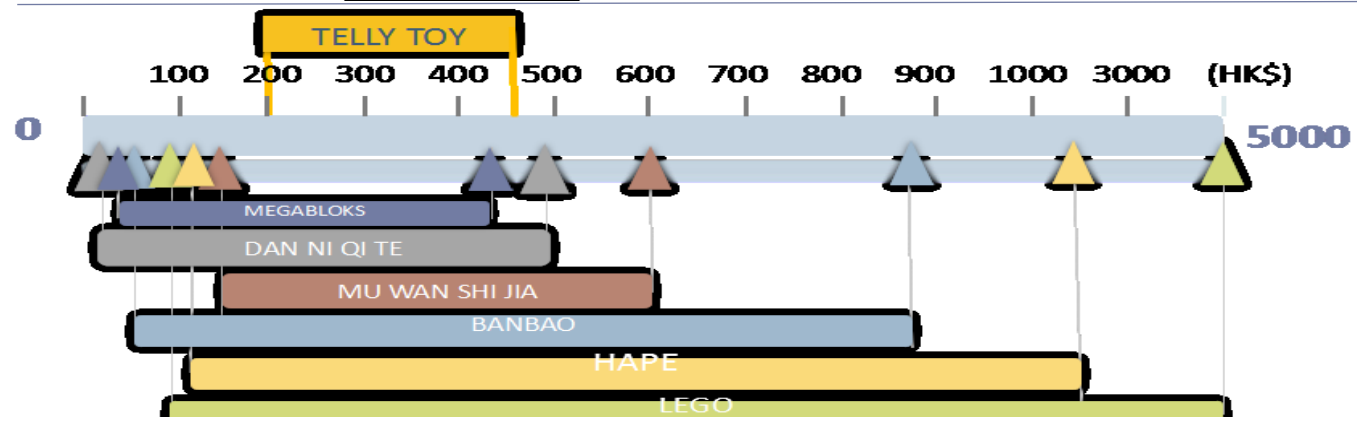 TELLY TOY
100 200 300 400 500 600 700 800 900 1000 3000 (HK$)
0 5000
MEGABLOKS
DAN NI QI TE
MU WAN SHI JIA
BANBAO
HAPE
LEGO